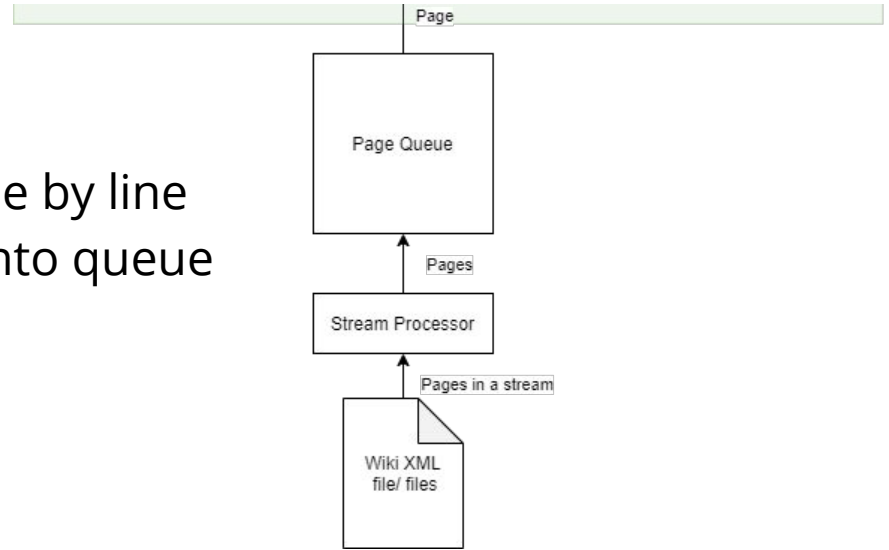 Page
Page Queue
e by line
nto queue
Pages
Stream Processor
Pages in a stream
Wiki XML
file/ files